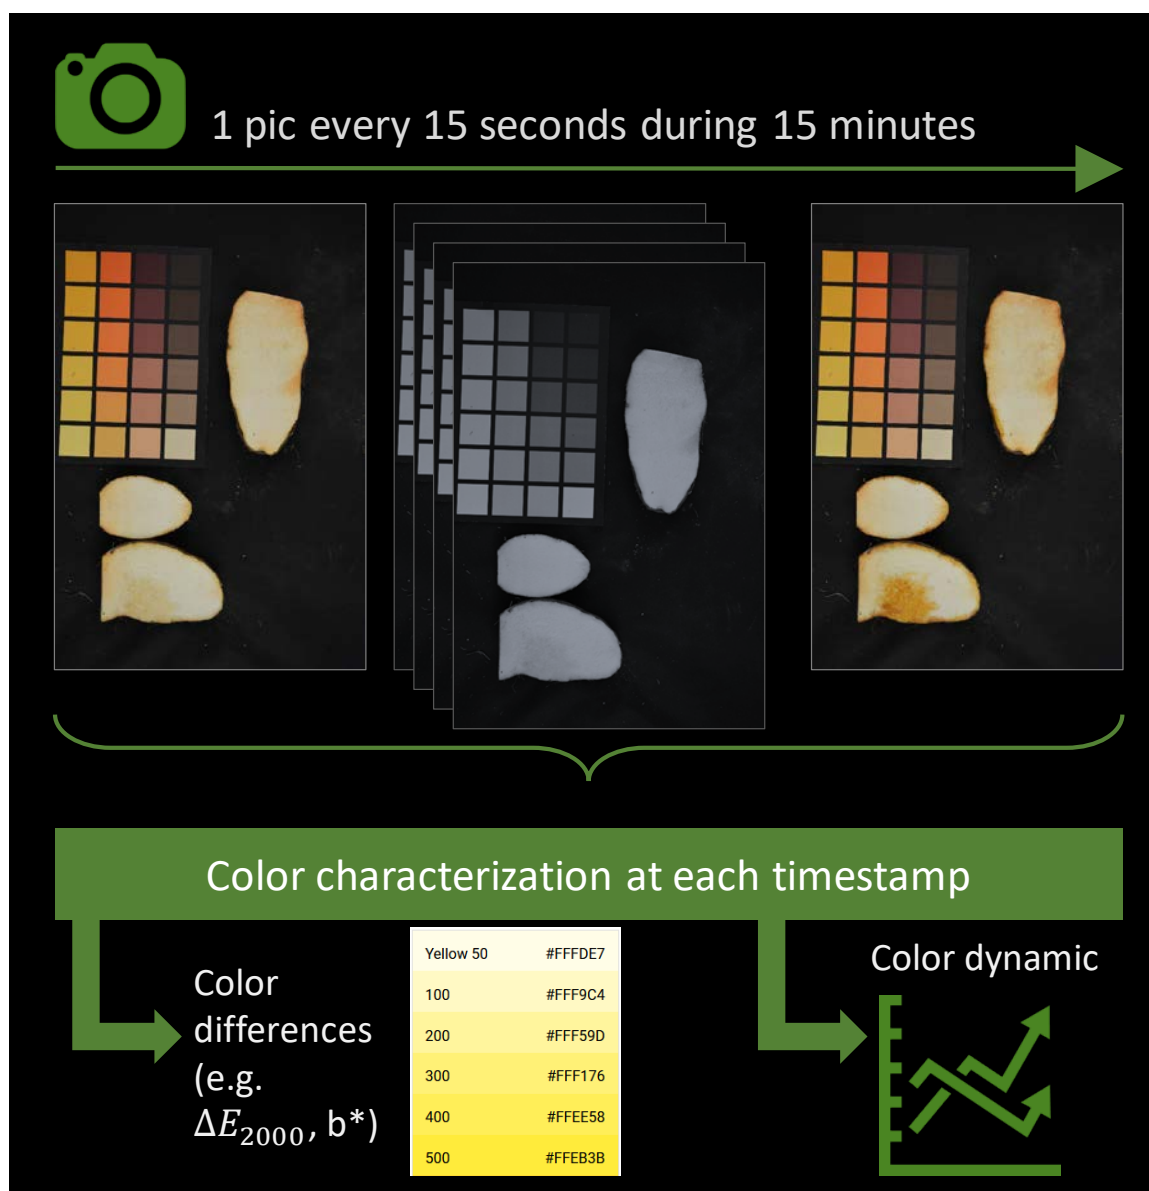 1 pic every 15 seconds during 15 minutes
Color characterization at each timestamp
Color
differences
(e.g.
Δ𝐸₂₀₀₀, b*)
Yellow 50 #FFFDE7
100 #FFF9C4
200 #FFF59D
300 #FFF176
400 #FFEE58
500 #FFEB3B
Color dynamic